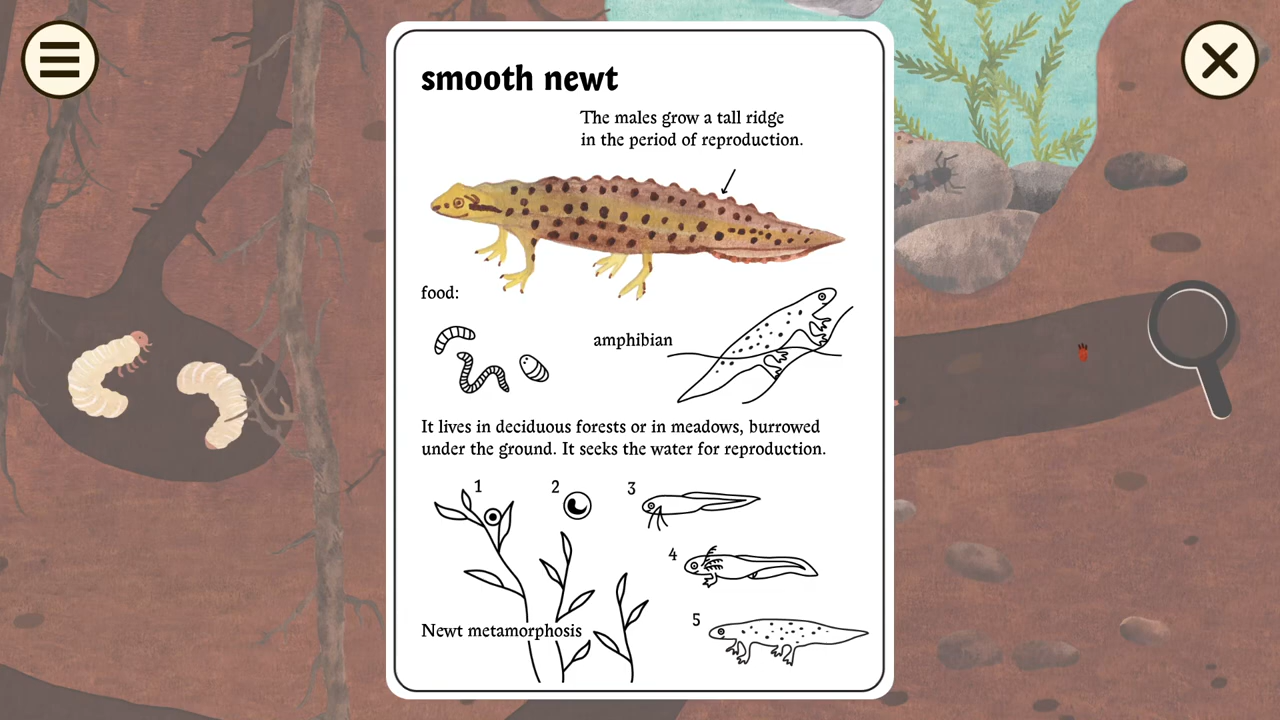 smooth newt
The males grow a tall ridge
in the period of reproduction.
food:
amphibian
It lives in deciduous forests or in meadows, burrowed
under the ground. It seeks the water for reproduction.
1
2
3
4
5
Newt metamorphosis